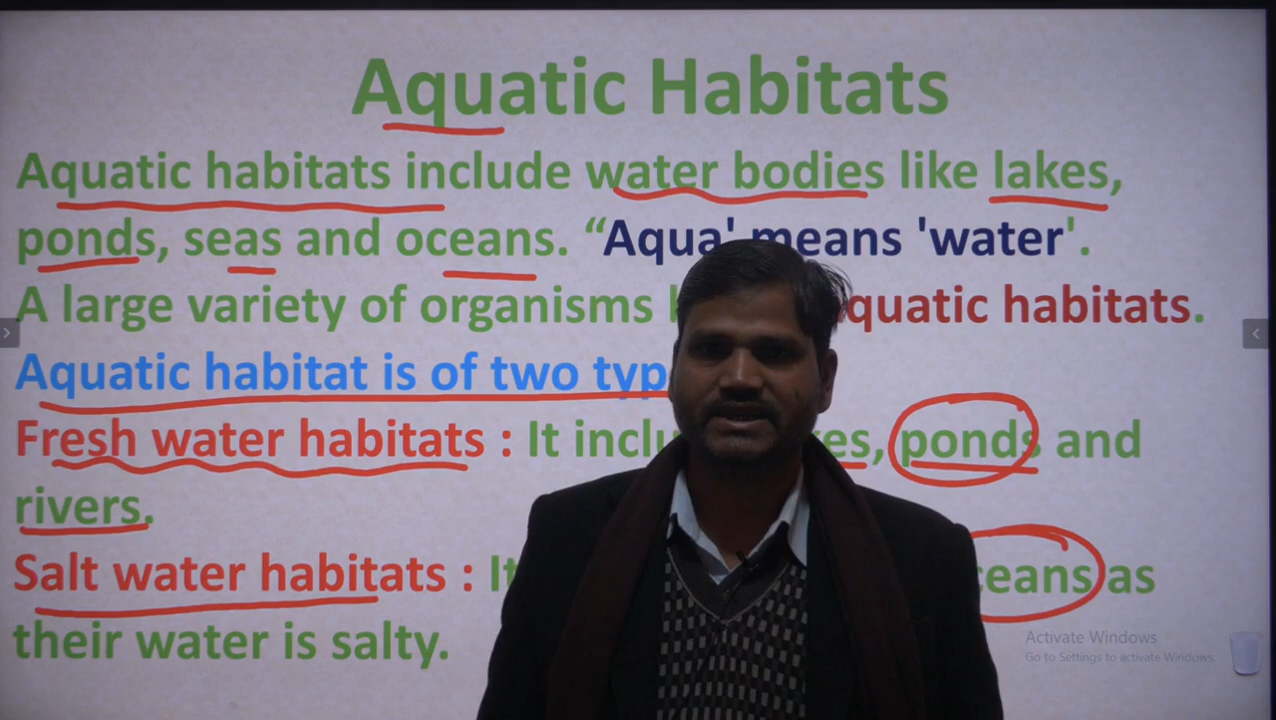 Aquatic Habitats
Aquatic habitats include water bodies like lakes,
ponds, seas and oceans. “Aqua' means 'water'.
A large variety of organisms aquatic habitats.
Aquatic habitat is of two
Fresh water habitats : It ponds and
rivers.
Salt water habitats : as
their water is salty.
Activate Windows
Go to Settings to activate Windows.